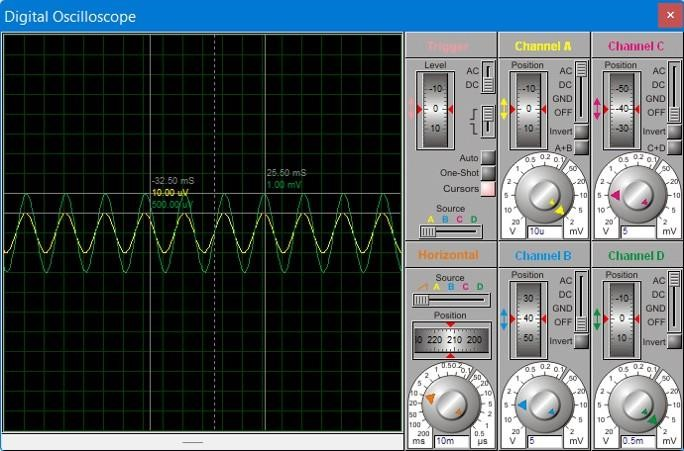 Digital Oscilloscope
-32.50 mS
10.00 uV
500.00 uV
25.50 mS
1.00 mV
Trigger
Level
-10
0
10
AC
DC
Auto
One-Shot
Cursors
Source
A B C D
Channel A
Position
-10
0
10
AC
DC
GND
OFF
Invert
A+B
V 10u mV
Channel C
Position
-50
-40
-30
AC
DC
GND
OFF
Invert
C+D
V 5 mV
Horizontal
Source
A B C D
Position
220 210 200
ms 10m µs
Channel B
Position
30
40
50
AC
DC
GND
OFF
Invert
V 5 mV
Channel D
Position
-10
0
10
AC
DC
GND
OFF
Invert
V 0.5m mV